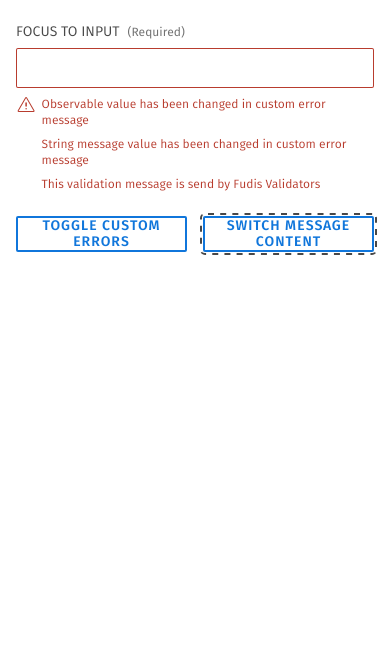 FOCUS TO INPUT (Required)
Observable value has been changed in custom error
message
String message value has been changed in custom error
message
This validation message is send by Fudis Validators
TOGGLE CUSTOM
ERRORS
SWITCH MESSAGE
CONTENT